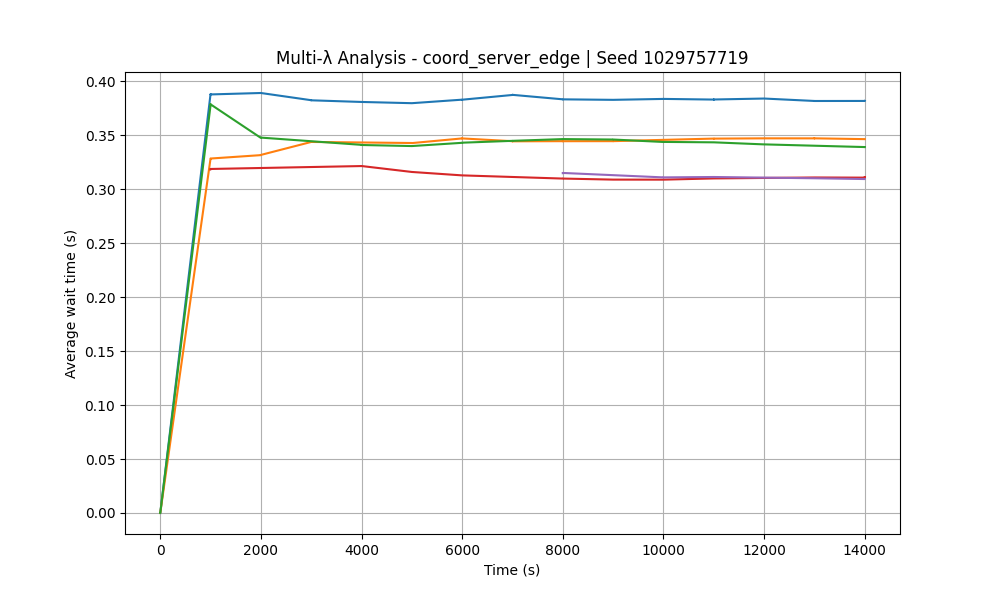 Multi-λ Analysis - coord_server_edge | Seed 1029757719
0.40
0.35
0.30
0.25
0.20
0.15
0.10
0.05
0.00
Average wait time (s)
0 2000 4000 6000 8000 10000 12000 14000
Time (s)